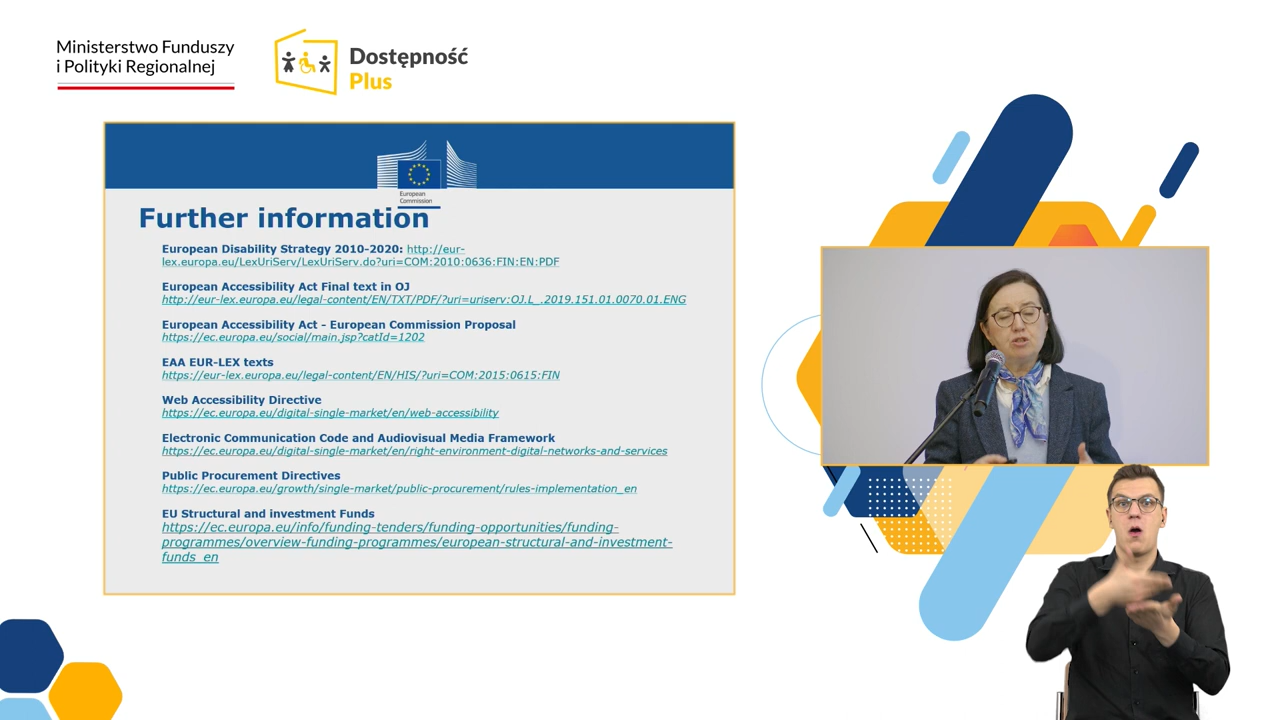 Ministerstwo Funduszy
i Polityki Regionalnej
Dostępność
Plus
European
Commission
Further information
European Disability Strategy 2010-2020: http://eur-
lex.europa.eu/LexUriServ/LexUriServ.do?uri=COM:2010:0636:FIN:EN:PDF
European Accessibility Act Final text in OJ
http://eur-lex.europa.eu/legal-content/EN/TXT/PDF/?uri=uriserv:OJ.L_.2019.151.01.0070.01.ENG
European Accessibility Act - European Commission Proposal
https://ec.europa.eu/social/main.jsp?catId=1202
EAA EUR-LEX texts
https://eur-lex.europa.eu/legal-content/EN/HIS/?uri=COM:2015:0615:FIN
Web Accessibility Directive
https://ec.europa.eu/digital-single-market/en/web-accessibility
Electronic Communication Code and Audiovisual Media Framework
https://ec.europa.eu/digital-single-market/en/right-environment-digital-networks-and-services
Public Procurement Directives
https://ec.europa.eu/growth/single-market/public-procurement/rules-implementation_en
EU Structural and investment Funds
https://ec.europa.eu/info/funding-tenders/funding-opportunities/funding-
programmes/overview-funding-programmes/european-structural-and-investment-
funds_en